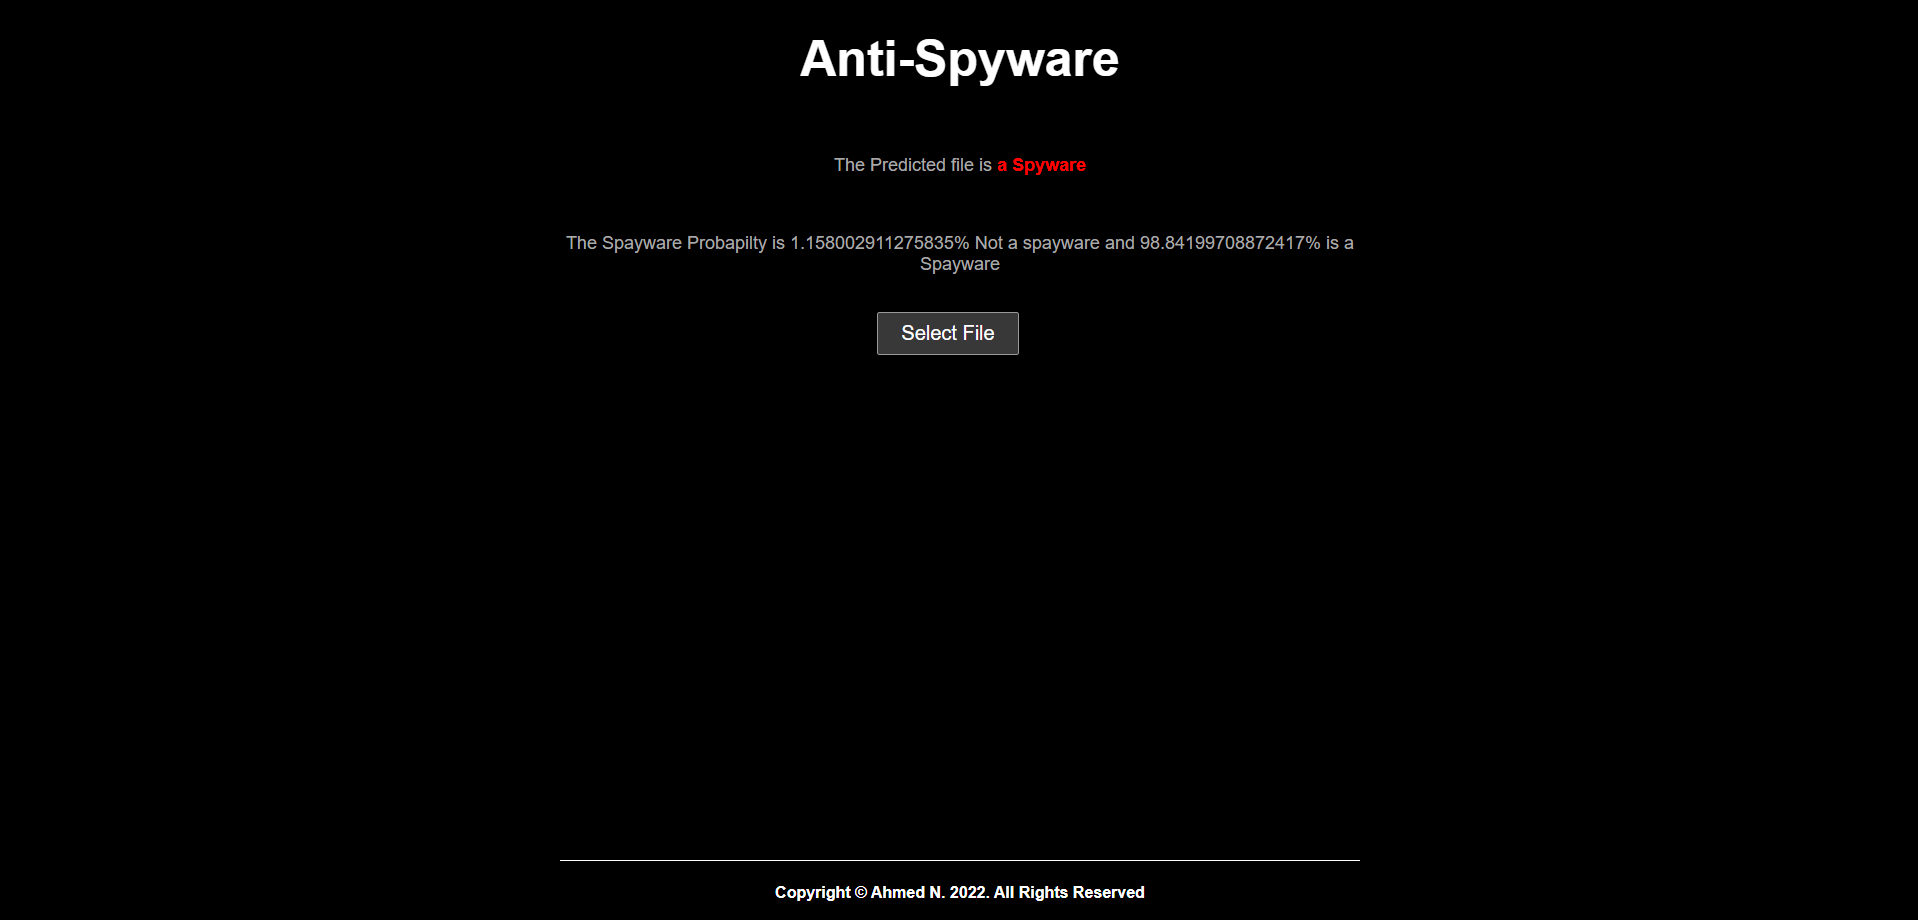 Anti-Spyware
The Predicted file is a Spyware
The Spayware Probapilty is 1.158002911275835% Not a spayware and 98.84199708872417% is a
Spayware
Select File
Copyright © Ahmed N. 2022. All Rights Reserved